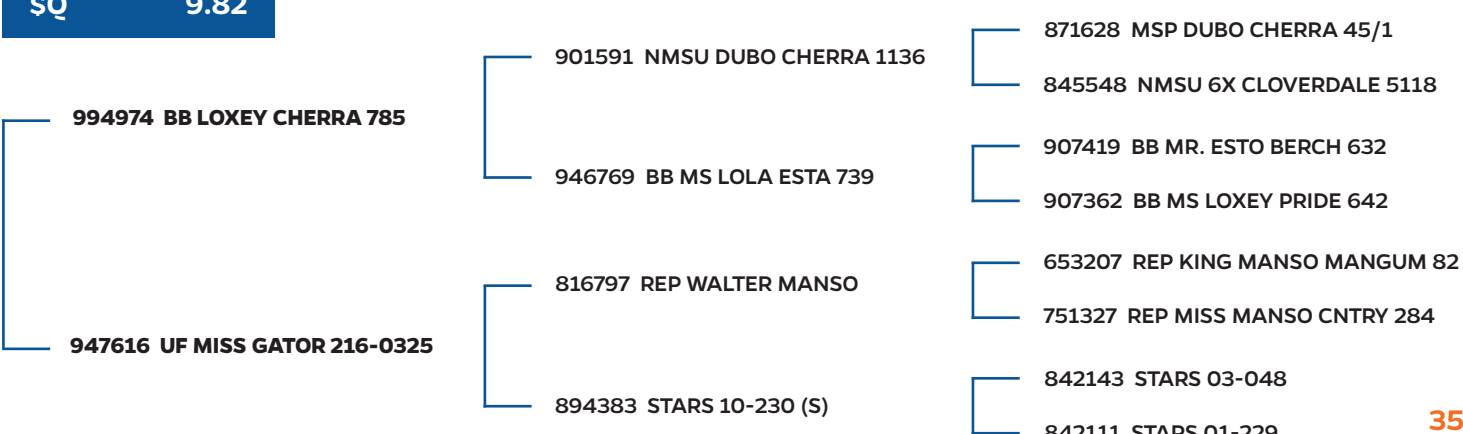 $Q 9.82
871628 MSP DUBO CHERRA 45/1
901591 NMSU DUBO CHERRA 1136
845548 NMSU 6X CLOVERDALE 5118
994974 BB LOXEY CHERRA 785
907419 BB MR. ESTO BERCH 632
946769 BB MS LOLA ESTA 739
907362 BB MS LOXEY PRIDE 642
653207 REP KING MANSO MANGUM 82
816797 REP WALTER MANSO
751327 REP MISS MANSO CNTRY 284
947616 UF MISS GATOR 216-0325
842143 STARS 03-048
894383 STARS 10-230 (S)
842111 STARS 01-229
35